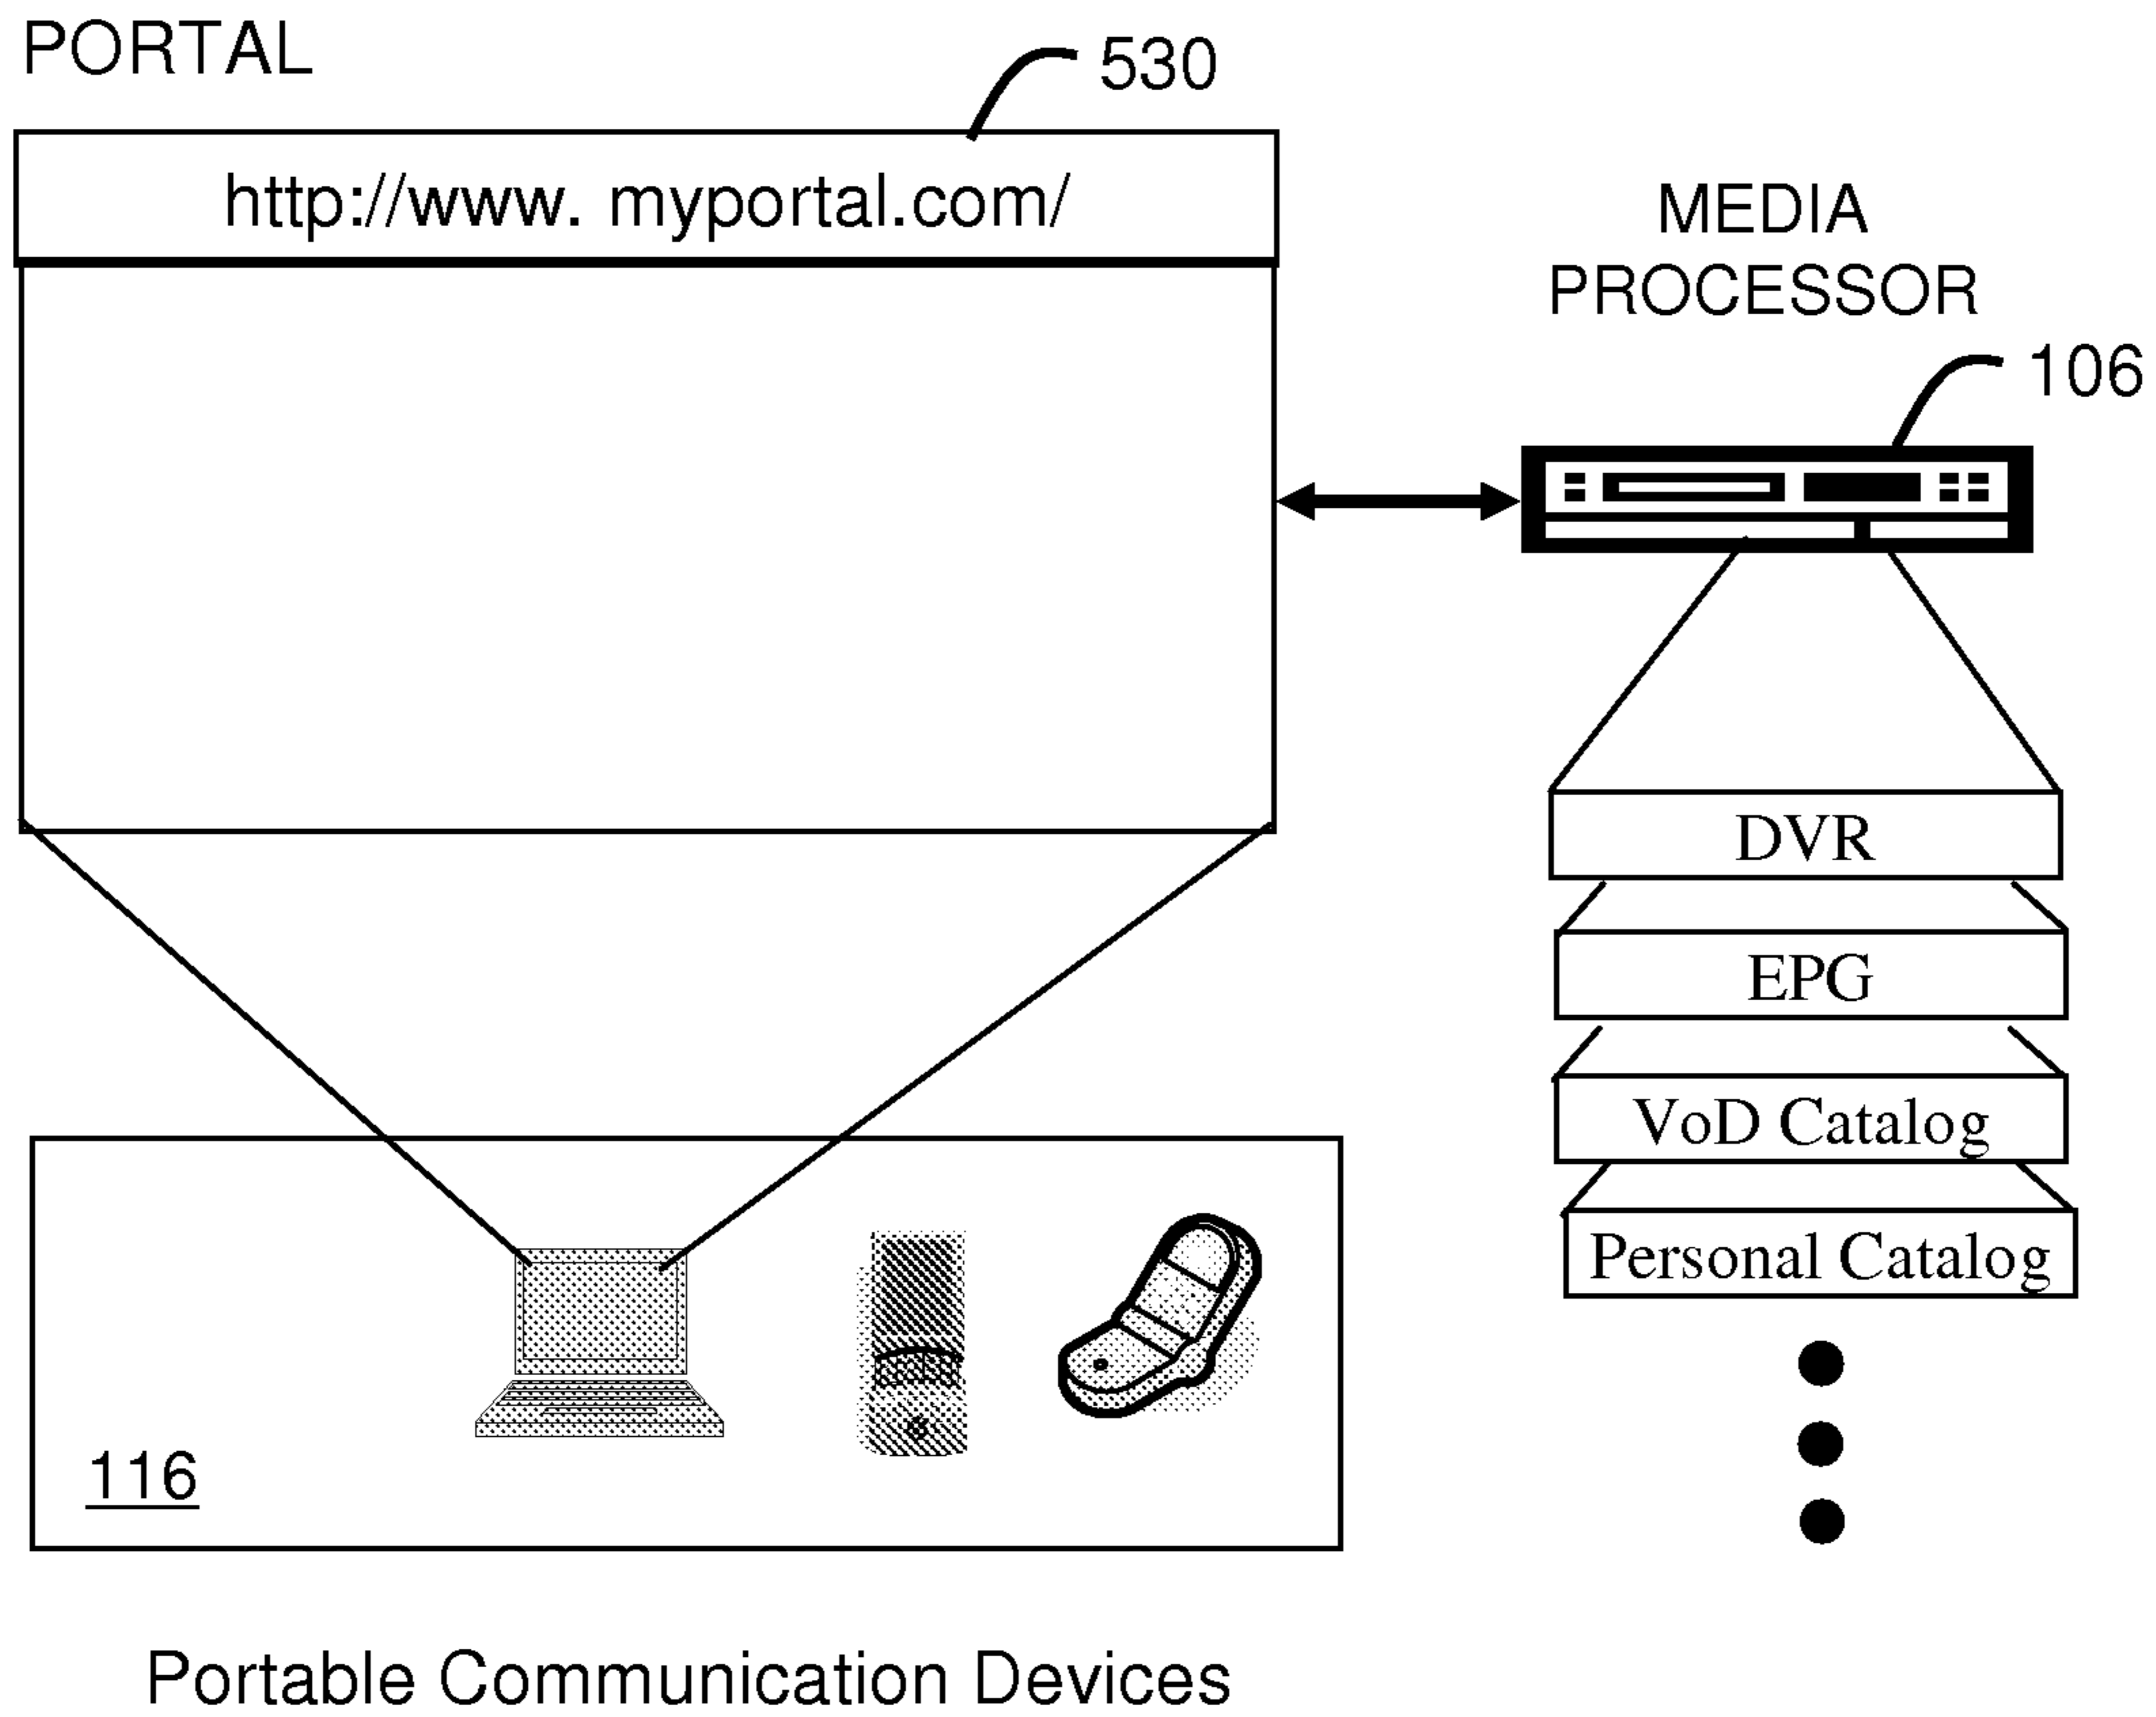 PORTAL
530
http://www. myportal.com/
MEDIA
PROCESSOR
106
DVR
EPG
VoD Catalog
Personal Catalog
116
Portable Communication Devices